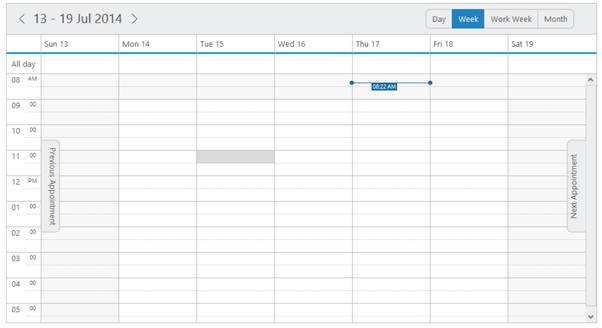 13 - 19 Jul 2014 Day Week Work Week Month
Sun 13 Mon 14 Tue 15 Wed 16 Thu 17 Fri 18 Sat 19
All day
08 AM
08:22 AM
09 00
10 00
11 00
Previous Appointment
Next Appointment
12 PM
01 00
02 00
03 00
04 00
05 00